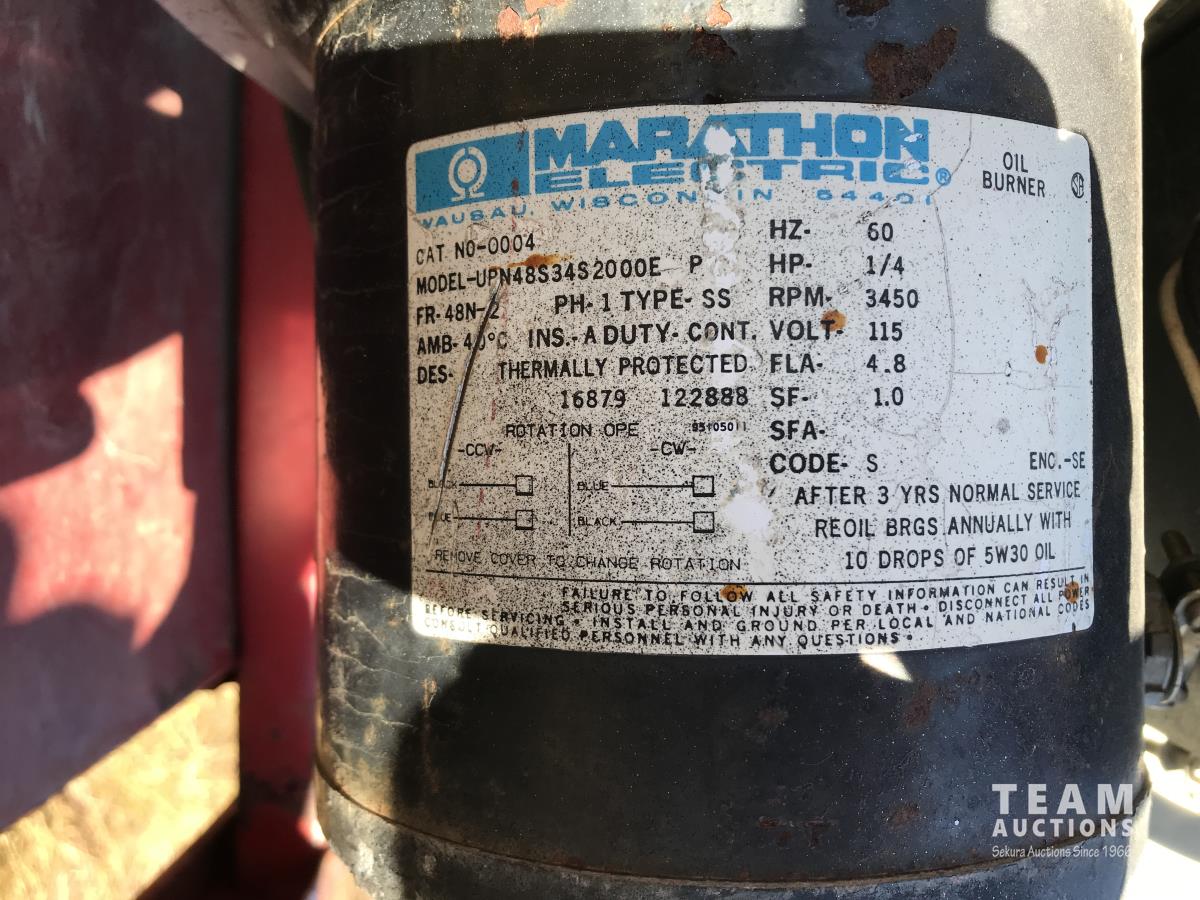 MARATHON
ELECTRIC®
WAUSAU, WISCONSIN 54401
OIL
BURNER
CAT NO-0004
MODEL-UPN48S34S2000E P
FR-48N-2 PH-1 TYPE-SS
AMB-40°C INS.-A DUTY-CONT.
DES- THERMALLY PROTECTED
16879 122888
HZ- 60
HP- 1/4
RPM- 3450
VOLT- 115
FLA- 4.8
SF- 1.0
SFA-
CODE- S ENC.-SE
ROTATION OPE
-CCW- -CW-
BLACK BLUE
BLUE BLACK
REMOVE COVER TO CHANGE ROTATION
AFTER 3 YRS NORMAL SERVICE
REOIL BRGS ANNUALLY WITH
10 DROPS OF 5W30 OIL
FAILURE TO FOLLOW ALL SAFETY INFORMATION CAN RESULT IN
SERIOUS PERSONAL INJURY OR DEATH • DISCONNECT ALL POWER
BEFORE SERVICING • INSTALL AND GROUND PER LOCAL AND NATIONAL CODES
CONSULT QUALIFIED PERSONNEL WITH ANY QUESTIONS •
TEAM
AUCTIONS
Sekura Auctions Since 1966